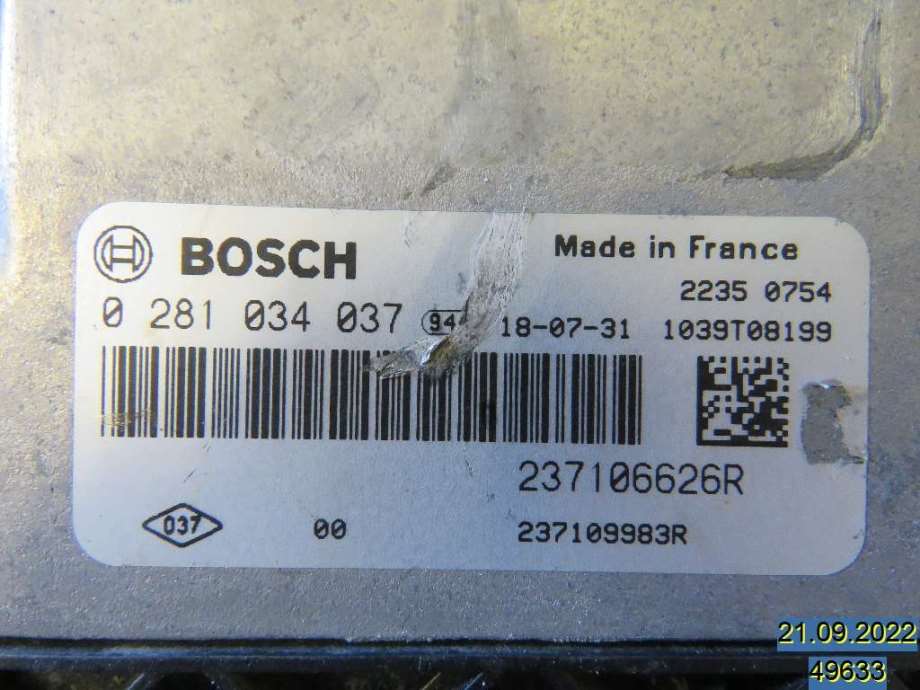 BOSCH
Made in France
2235 0754
0 281 034 037 94 18-07-31 1039T08199
237106626R
037 00 237109983R
21.09.2022
49633